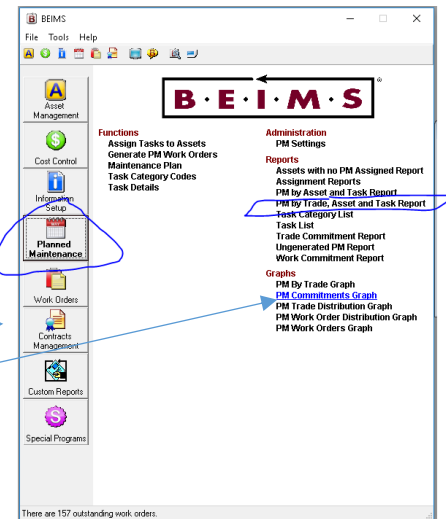 BEIMS
File Tools Help
B·E·I·M·S®
Asset
Management
Cost Control
Information
Setup
Planned
Maintenance
Work Orders
Contracts
Management
Custom Reports
Special Programs
Functions
Assign Tasks to Assets
Generate PM Work Orders
Maintenance Plan
Task Category Codes
Task Details
Administration
PM Settings
Reports
Assets with no PM Assigned Report
Assignment Reports
PM by Asset and Task Report
PM by Trade, Asset and Task Report
Task Category List
Task List
Trade Commitment Report
Ungenerated PM Report
Work Commitment Report
Graphs
PM By Trade Graph
PM Commitments Graph
PM Trade Distribution Graph
PM Work Order Distribution Graph
PM Work Orders Graph
There are 157 outstanding work orders.